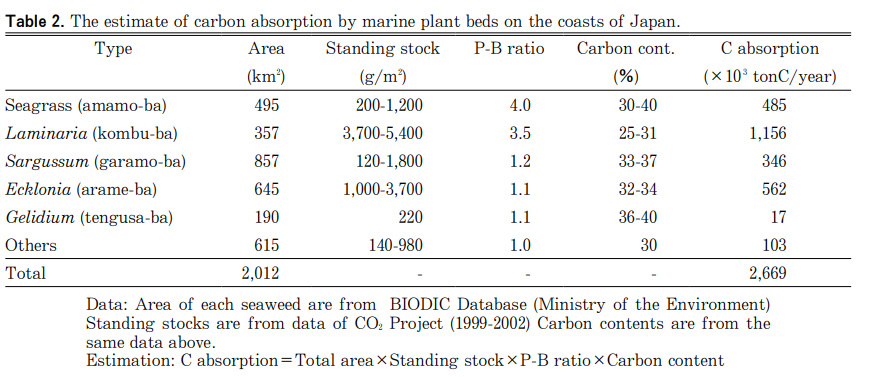 Table 2. The estimate of carbon absorption by marine plant beds on the coasts of Japan.
Type Area Standing stock P-B ratio Carbon cont. C absorption
(km²) (g/m²) (%) (×10³ tonC/year)
Seagrass (amamo-ba) 495 200-1,200 4.0 30-40 485
Laminaria (kombu-ba) 357 3,700-5,400 3.5 25-31 1,156
Sargussum (garamo-ba) 857 120-1,800 1.2 33-37 346
Ecklonia (arame-ba) 645 1,000-3,700 1.1 32-34 562
Gelidium (tengusa-ba) 190 220 1.1 36-40 17
Others 615 140-980 1.0 30 103
Total 2,012 - - - 2,669
Data: Area of each seaweed are from BIODIC Database (Ministry of the Environment)
Standing stocks are from data of CO₂ Project (1999-2002) Carbon contents are from the
same data above.
Estimation: C absorption=Total area×Standing stock×P-B ratio×Carbon content